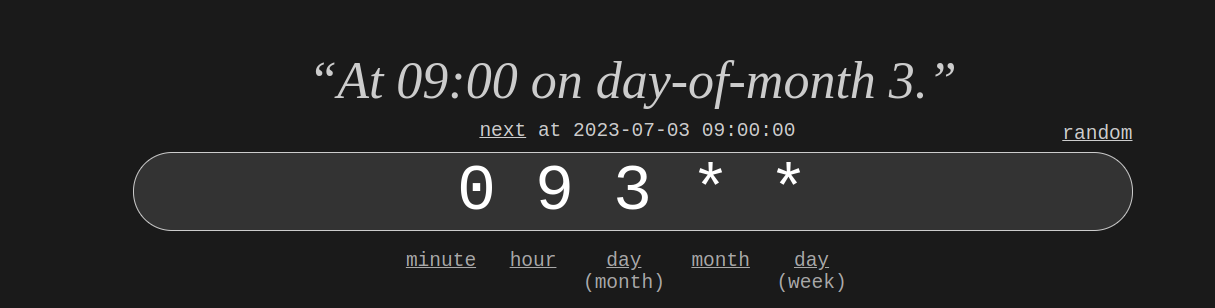 “At 09:00 on day-of-month 3.”
next at 2023-07-03 09:00:00
random
0 9 3 * *
minute hour day month day
(month) (week)